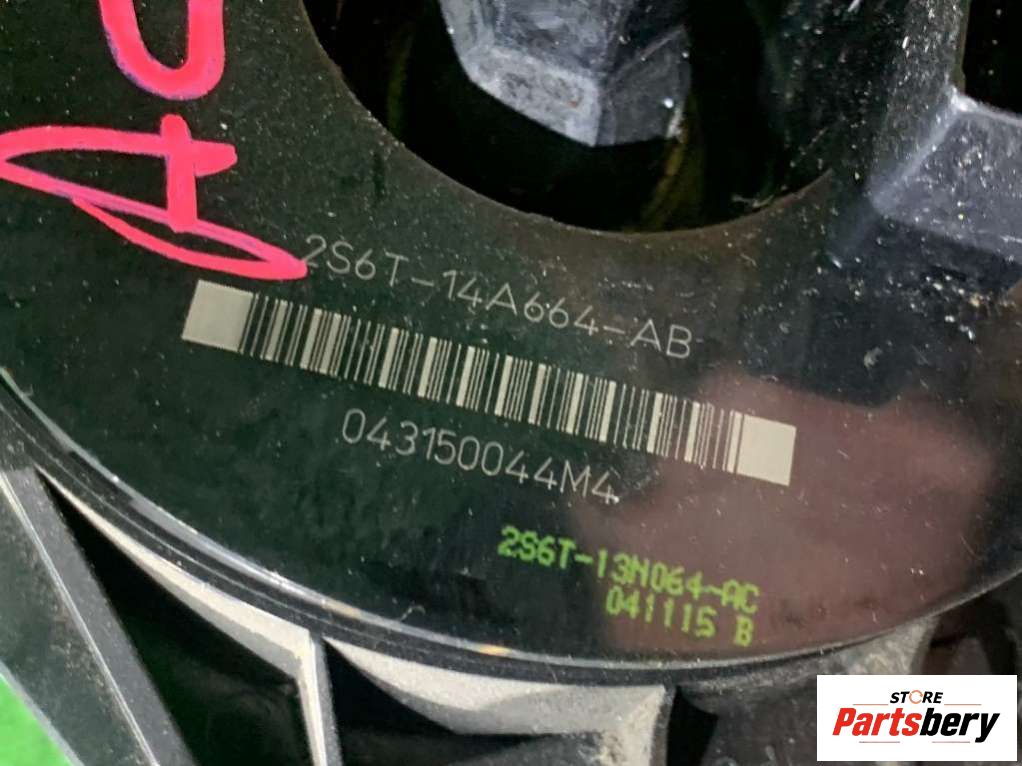 2S6T-14A664-AB
043150044M4
2S6T-13N064-AC
041115 B
STORE
Partsbery